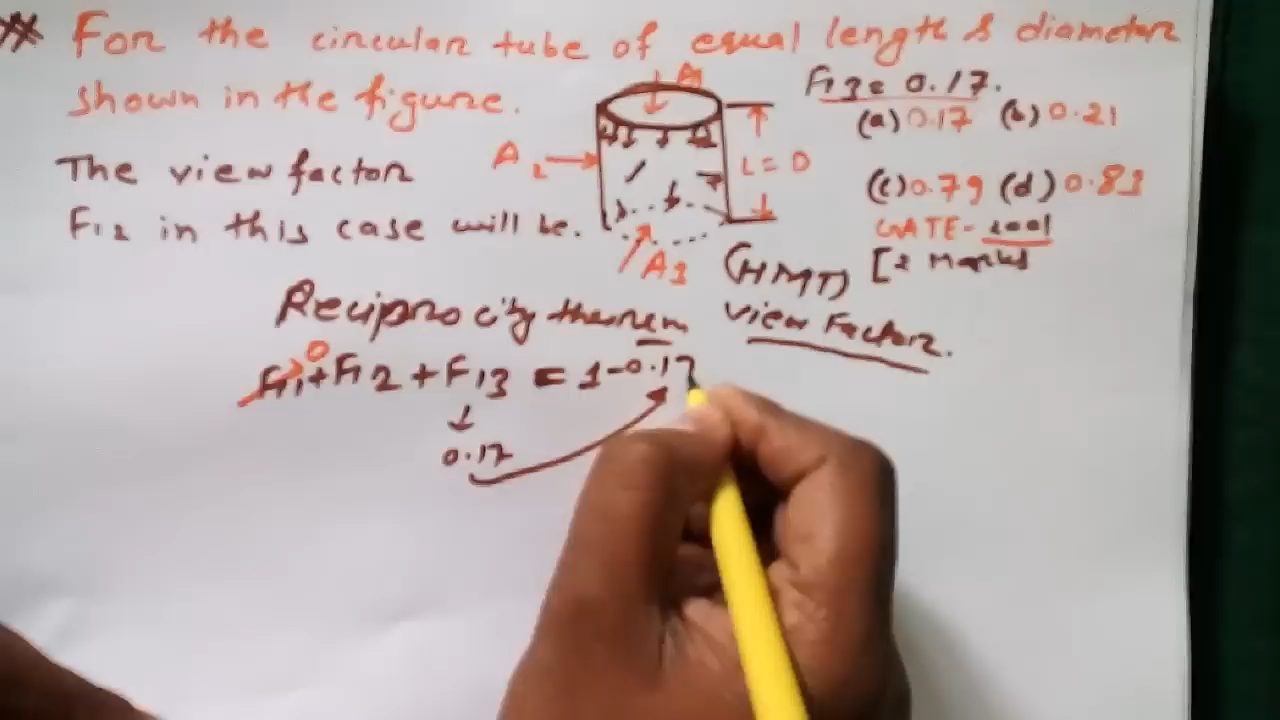 ** For the circular tube of equal length & diameter
shown in the figure.
The view factor
F12 in this case will be.
A1
A2
L = D
A3
F13 = 0.17.
(a) 0.17 (b) 0.21
(c) 0.79 (d) 0.83
GATE - 2001
[2 Marks
(HMT)
View Factor.
Reciprocity theorem
F11 + F12 + F13 = 1 - 0.17
0
↓
0.17